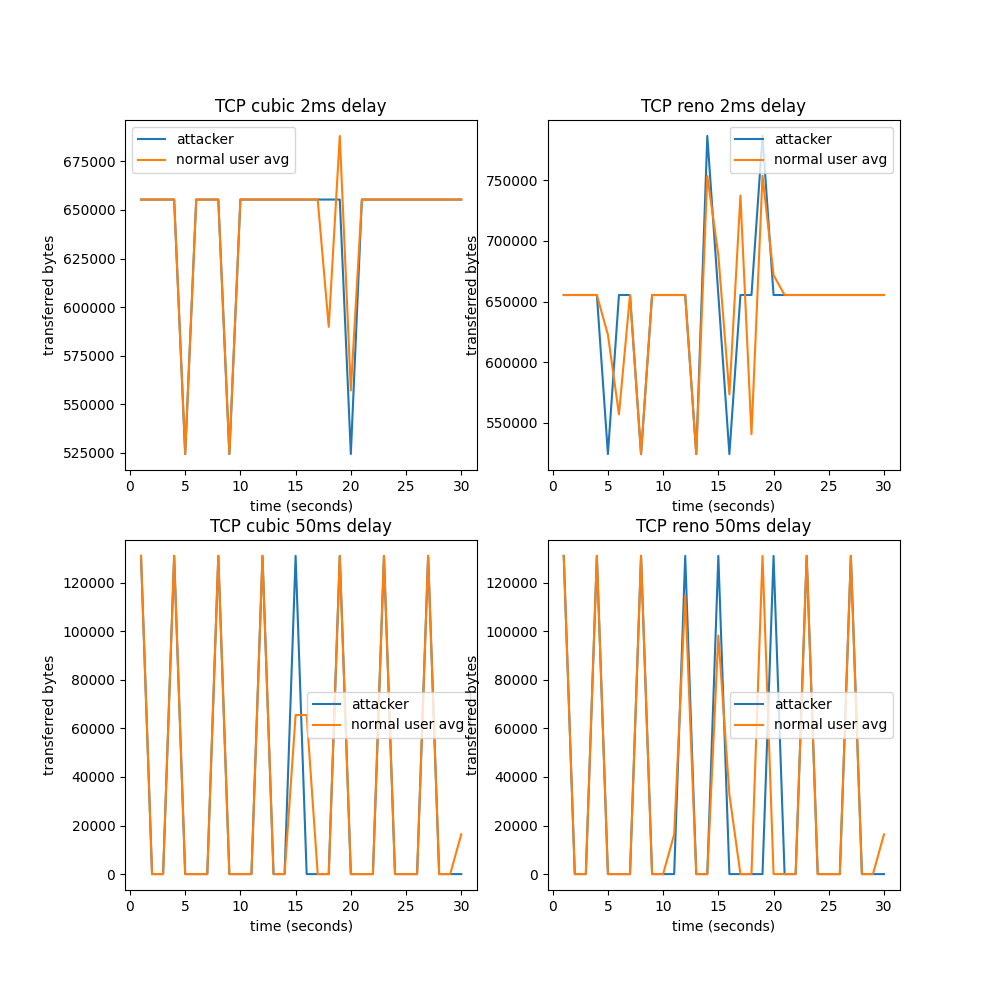 TCP cubic 2ms delay
attacker
normal user avg
675000
650000
625000
600000
575000
550000
525000
transferred bytes
0 5 10 15 20 25 30
time (seconds)
TCP reno 2ms delay
attacker
normal user avg
750000
700000
650000
600000
550000
transferred bytes
0 5 10 15 20 25 30
time (seconds)
TCP cubic 50ms delay
120000
100000
80000
60000
40000
20000
0
transferred bytes
attacker
normal user avg
0 5 10 15 20 25 30
time (seconds)
TCP reno 50ms delay
120000
100000
80000
60000
40000
20000
0
transferred bytes
attacker
normal user avg
0 5 10 15 20 25 30
time (seconds)